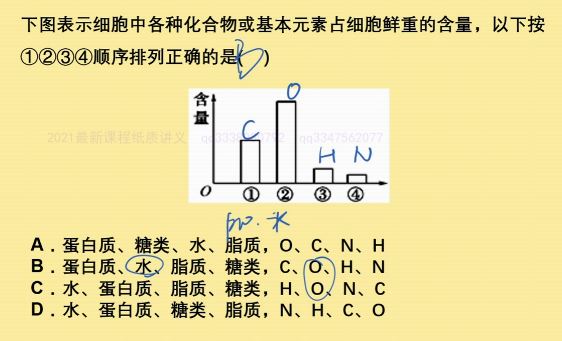 下图表示细胞中各种化合物或基本元素占细胞鲜重的含量，以下按
①②③④顺序排列正确的是(B)
含量
O
C
H N
2021最新课程纸质讲义 qq3347562077
O ① ② ③ ④
pro. 水
A．蛋白质、糖类、水、脂质，O、C、N、H
B．蛋白质、水、脂质、糖类，C、O、H、N
C．水、蛋白质、脂质、糖类，H、O、N、C
D．水、蛋白质、糖类、脂质，N、H、C、O